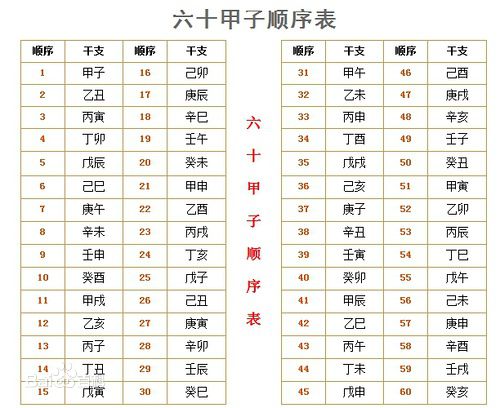 六十甲子顺序表
顺序 干支 顺序 干支 顺序 干支 顺序 干支
1 甲子 16 己卯 31 甲午 46 己酉
2 乙丑 17 庚辰 32 乙未 47 庚戌
3 丙寅 18 辛巳 33 丙申 48 辛亥
4 丁卯 19 壬午 34 丁酉 49 壬子
5 戊辰 20 癸未 35 戊戌 50 癸丑
6 己巳 21 甲申 36 己亥 51 甲寅
7 庚午 22 乙酉 37 庚子 52 乙卯
8 辛未 23 丙戌 38 辛丑 53 丙辰
9 壬申 24 丁亥 39 壬寅 54 丁巳
10 癸酉 25 戊子 40 癸卯 55 戊午
11 甲戌 26 己丑 41 甲辰 56 己未
12 乙亥 27 庚寅 42 乙巳 57 庚申
13 丙子 28 辛卯 43 丙午 58 辛酉
14 丁丑 29 壬辰 44 丁未 59 壬戌
15 戊寅 30 癸巳 45 戊申 60 癸亥
六十甲子顺序表